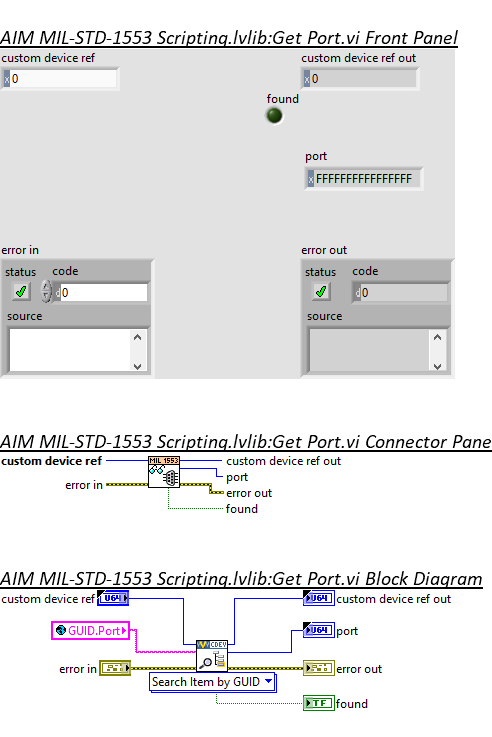 AIM MIL-STD-1553 Scripting.lvlib:Get Port.vi Front Panel
custom device ref
custom device ref out
x 0
x 0
found
port
x FFFFFFFFFFFFFFFF
error in
error out
status code
status code
d 0
d 0
source
source
AIM MIL-STD-1553 Scripting.lvlib:Get Port.vi Connector Pane
custom device ref
MIL 1553
custom device ref out
port
error in
error out
found
AIM MIL-STD-1553 Scripting.lvlib:Get Port.vi Block Diagram
custom device ref
U64
U64
custom device ref out
GUID.Port
CDEV
U64
port
error in
error out
Search Item by GUID
TF
found